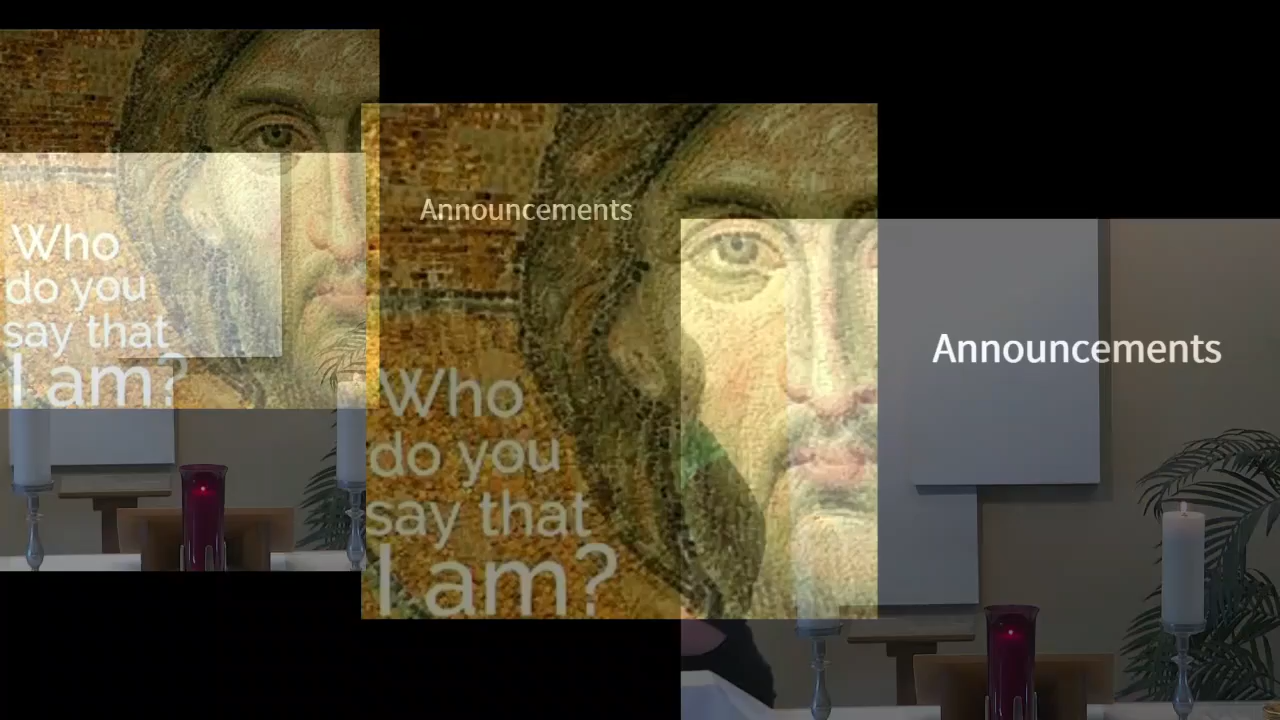 Who
do you
say that
I am?
Announcements
Who
do you
say that
I am?
Announcements